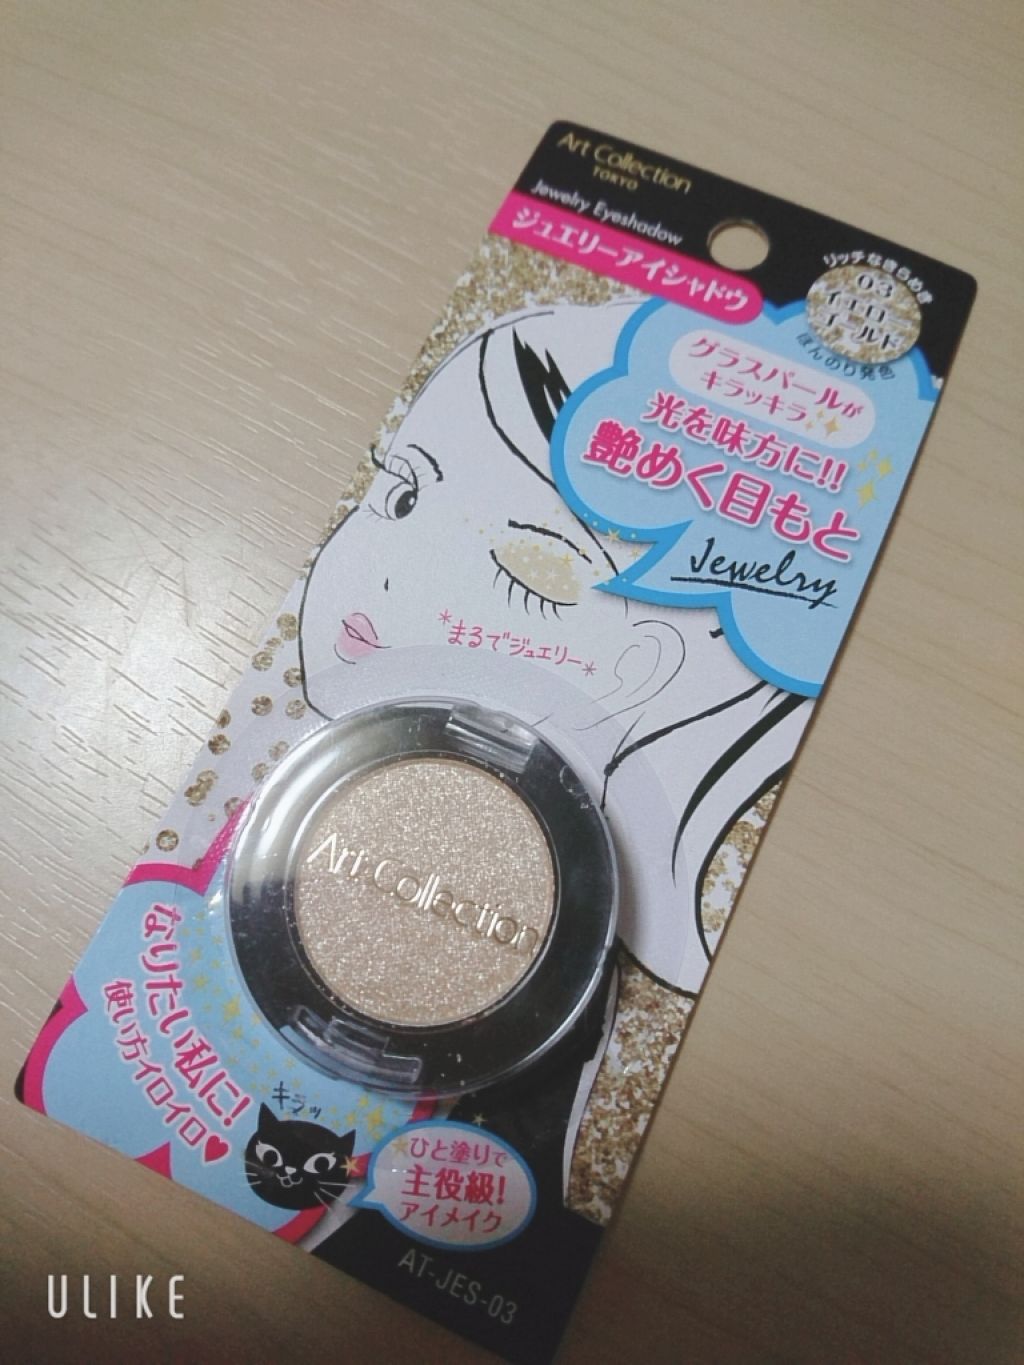 Art Collection
TOKYO
Jewelry Eyeshadow
ジュエリーアイシャドウ
リッチなきらめき
03
イエロー
ゴールド
ほんのり発色
グラスパールが
キラッキラ
光を味方に!!
艶めく目もと
Jewelry
*まるでジュエリー*
Art Collection
なりたい私に!
使い方イロイロ♥
キラッ
ひと塗りで
主役級!
アイメイク
AT-JES-03
ULIKE